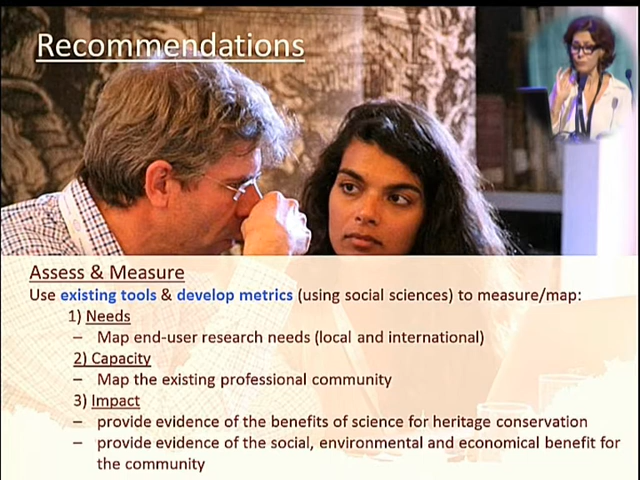 Recommendations
Assess & Measure
Use existing tools & develop metrics (using social sciences) to measure/map:
1) Needs
– Map end-user research needs (local and international)
2) Capacity
– Map the existing professional community
3) Impact
– provide evidence of the benefits of science for heritage conservation
– provide evidence of the social, environmental and economical benefit for
the community